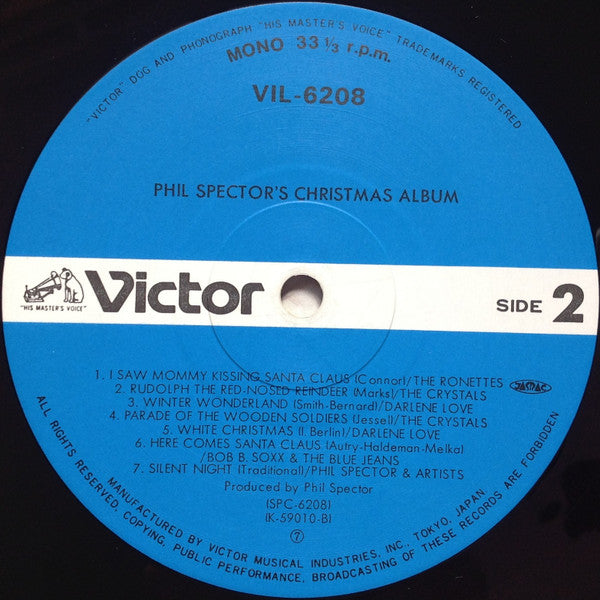 "VICTOR" DOG AND PHONOGRAPH "HIS MASTER'S VOICE" TRADEMARKS REGISTERED
MONO 33 1/3 r.p.m.
VIL-6208
PHIL SPECTOR'S CHRISTMAS ALBUM
"HIS MASTER'S VOICE"
Victor
SIDE 2
1. I SAW MOMMY KISSING SANTA CLAUS (Connor)/THE RONETTES
JASRAC
2. RUDOLPH THE RED-NOSED REINDEER (Marks)/THE CRYSTALS
3. WINTER WONDERLAND (Smith-Bernard)/DARLENE LOVE
4. PARADE OF THE WOODEN SOLDIERS (Jessel)/THE CRYSTALS
5. WHITE CHRISTMAS (I. Berlin)/DARLENE LOVE
6. HERE COMES SANTA CLAUS (Autry-Haldeman-Melka)
/BOB B. SOXX & THE BLUE JEANS
7. SILENT NIGHT (Traditional)/PHIL SPECTOR & ARTISTS
Produced by Phil Spector
(SPC-6208)
(K-59010-B)
7
MANUFACTURED BY VICTOR MUSICAL INDUSTRIES, INC. TOKYO, JAPAN
ALL RIGHTS RESERVED. COPYING, PUBLIC PERFORMANCE, BROADCASTING OF THESE RECORDS ARE FORBIDDEN